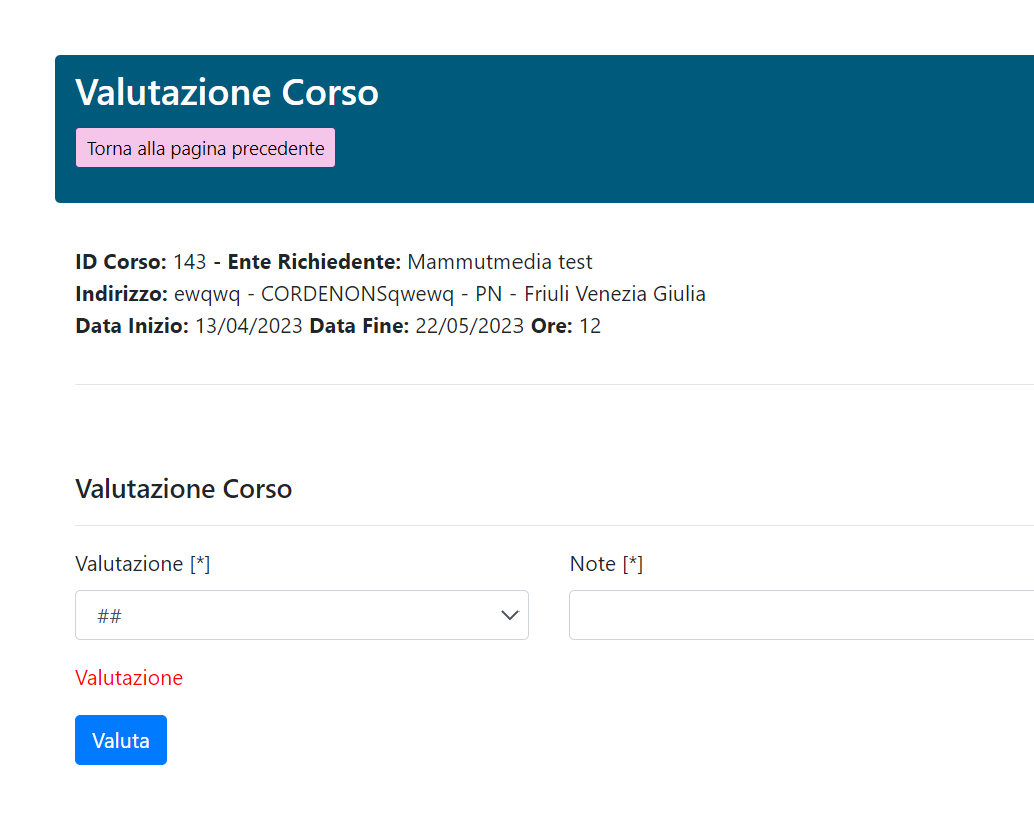 Valutazione Corso
Torna alla pagina precedente
ID Corso: 143 - Ente Richiedente: Mammutmedia test
Indirizzo: ewqwq - CORDENONSqwewq - PN - Friuli Venezia Giulia
Data Inizio: 13/04/2023 Data Fine: 22/05/2023 Ore: 12
Valutazione Corso
Valutazione [*] Note [*]
##
Valutazione
Valuta